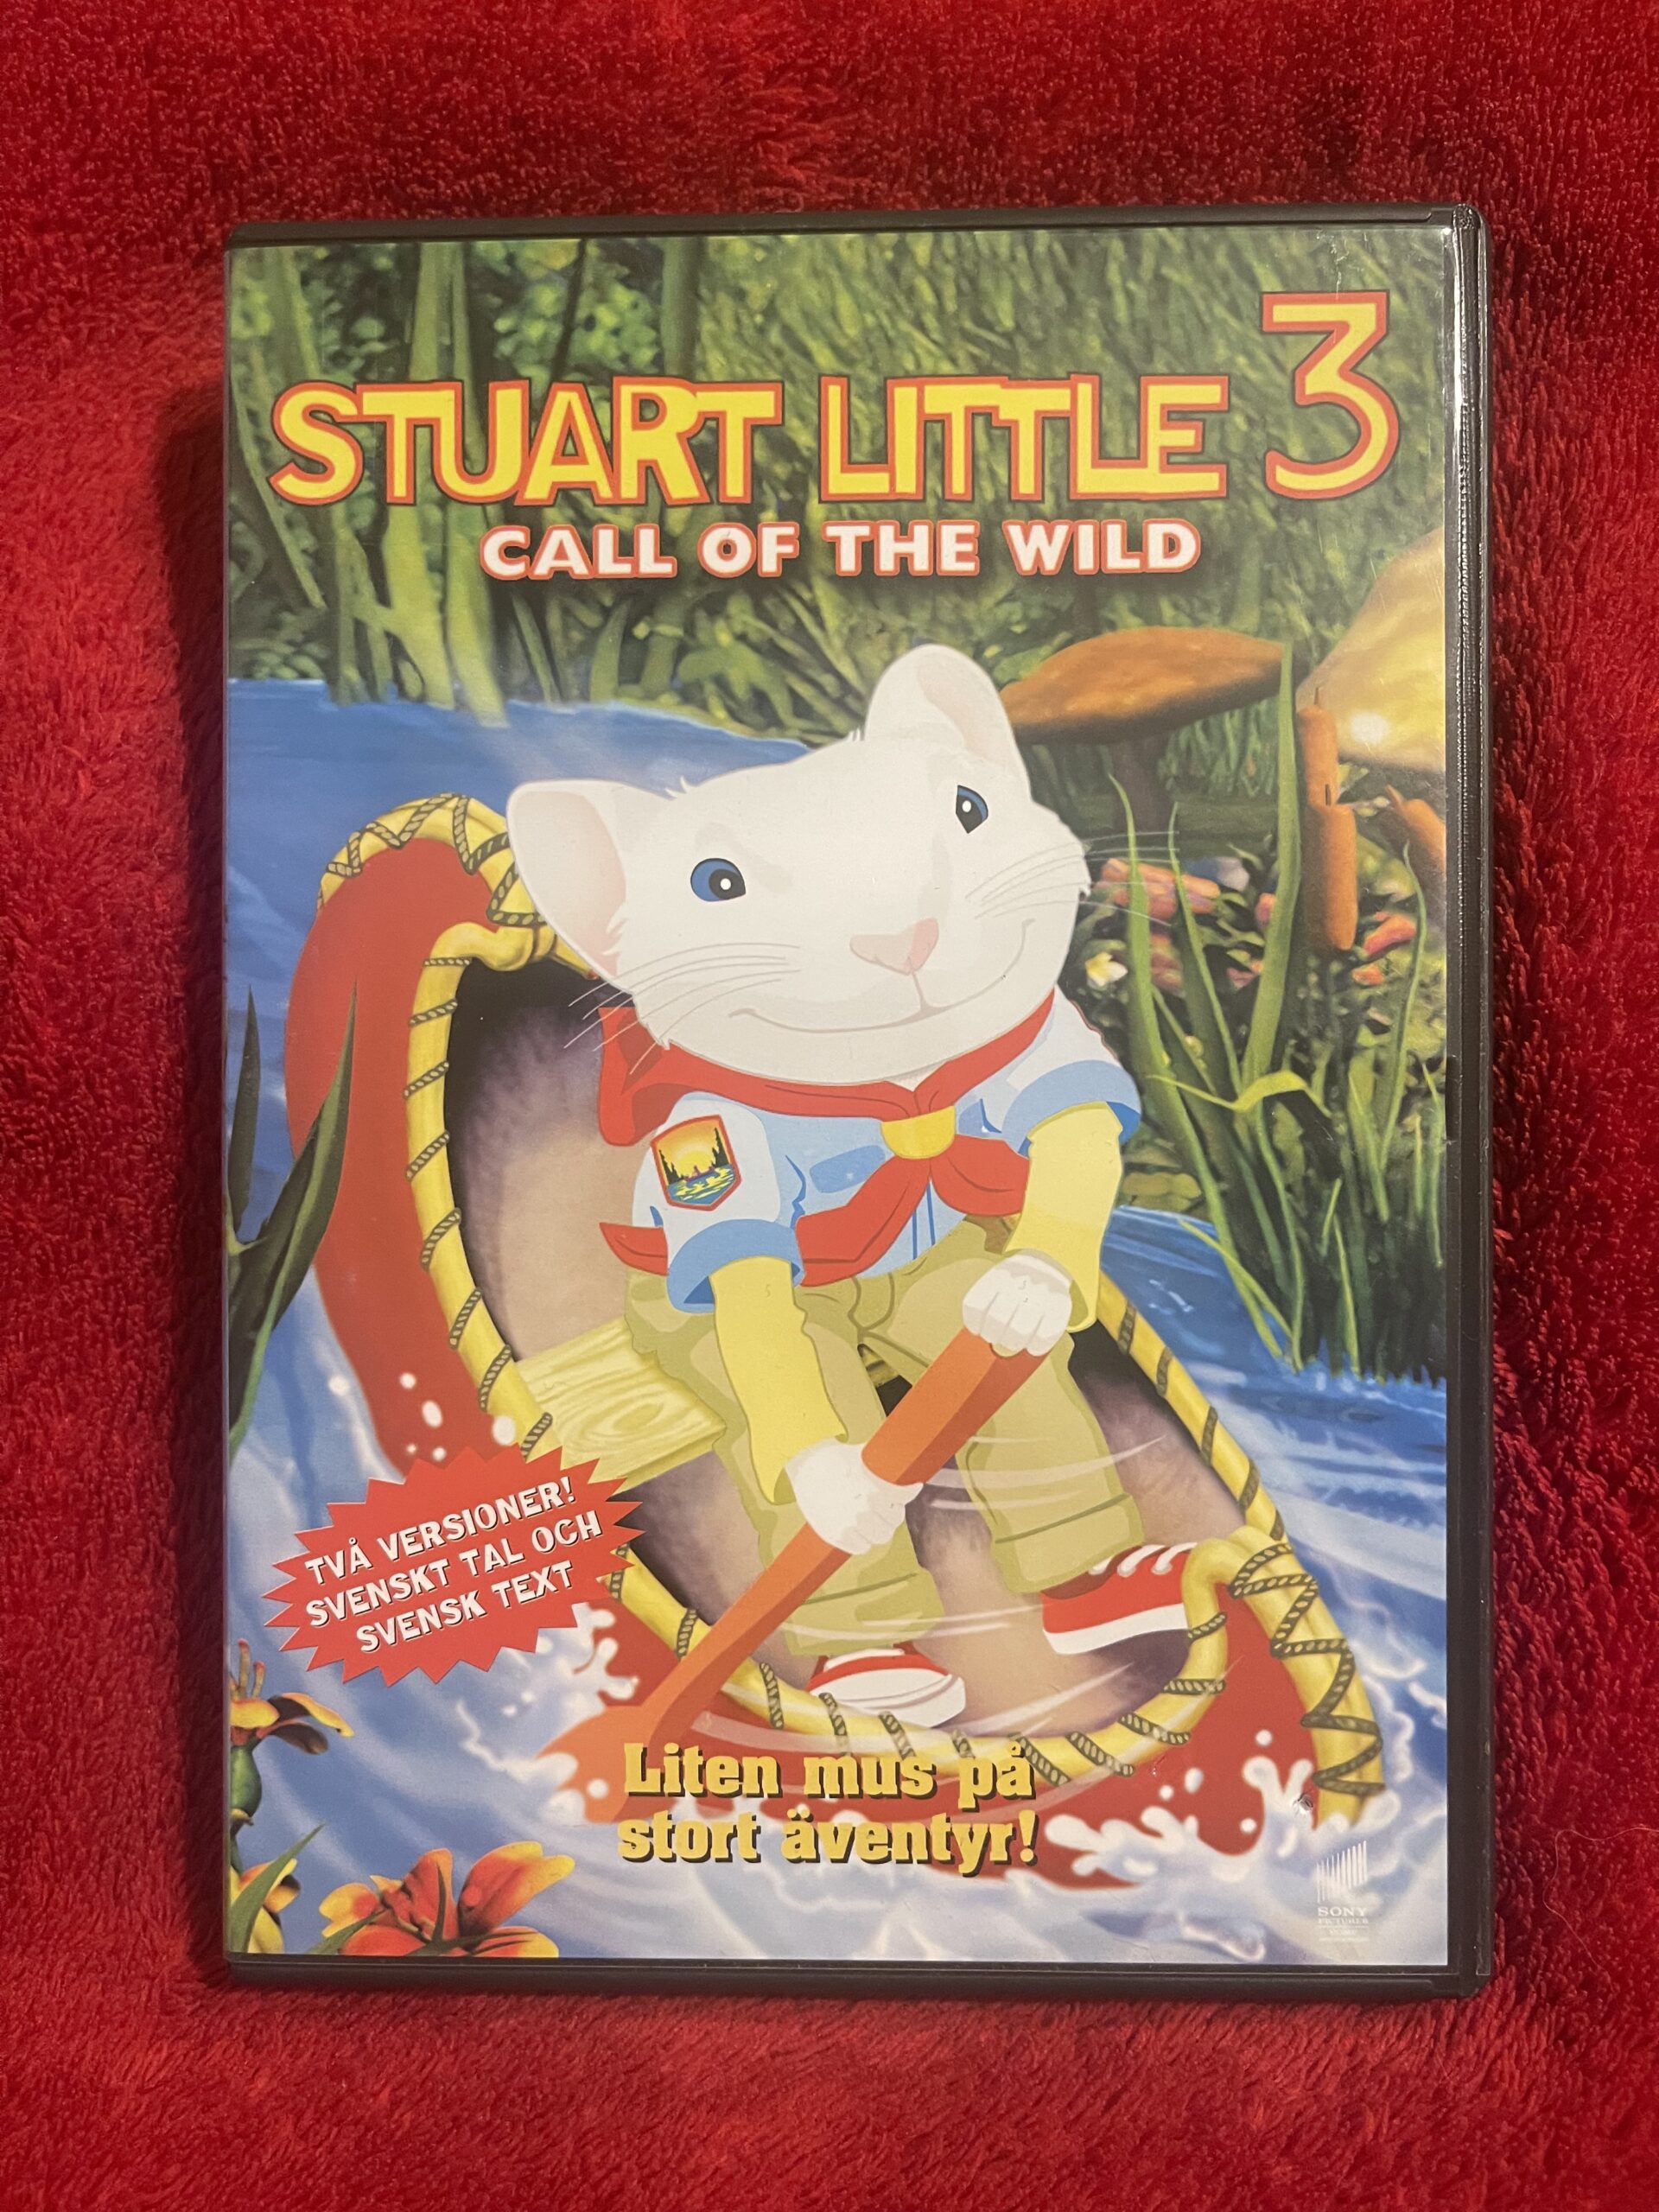 STUART LITTLE 3
CALL OF THE WILD
TVÅ VERSIONER!
SVENSKT TAL OCH
SVENSK TEXT
Liten mus på
stort äventyr!
SONY
PICTURES